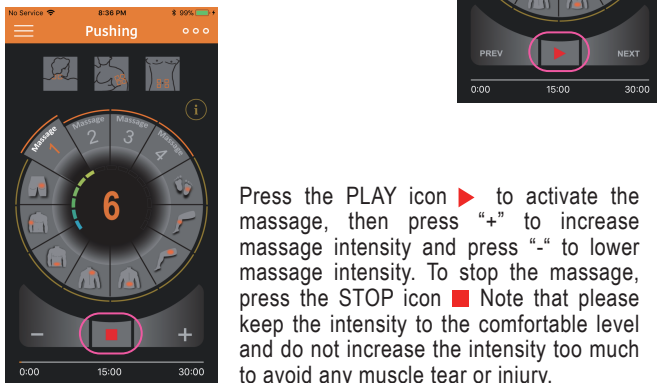 No Service 8:36 PM 99%
Pushing
i
Massage 1
Massage 2
Massage 3
Massage 4
6
− +
0:00 15:00 30:00
PREV NEXT
0:00 15:00 30:00
Press the PLAY icon ▶ to activate the
massage, then press “+” to increase
massage intensity and press “-“ to lower
massage intensity. To stop the massage,
press the STOP icon ■ Note that please
keep the intensity to the comfortable level
and do not increase the intensity too much
to avoid any muscle tear or injury.